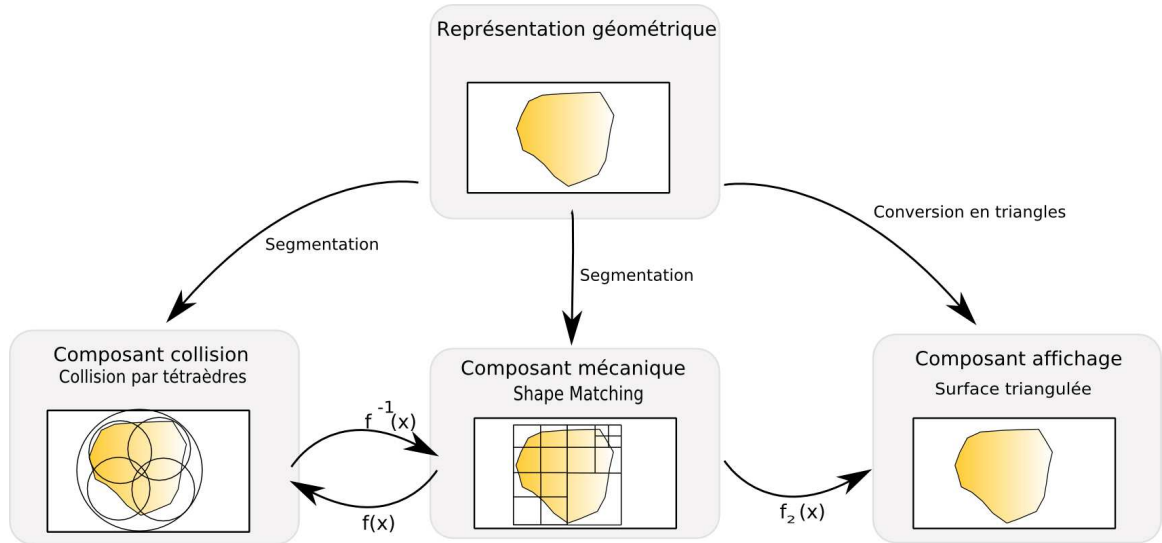 Représentation géométrique
Segmentation
Segmentation
Conversion en triangles
Composant collision
Collision par tétraèdres
Composant mécanique
Shape Matching
Composant affichage
Surface triangulée
f⁻¹(x)
f(x)
f₂(x)